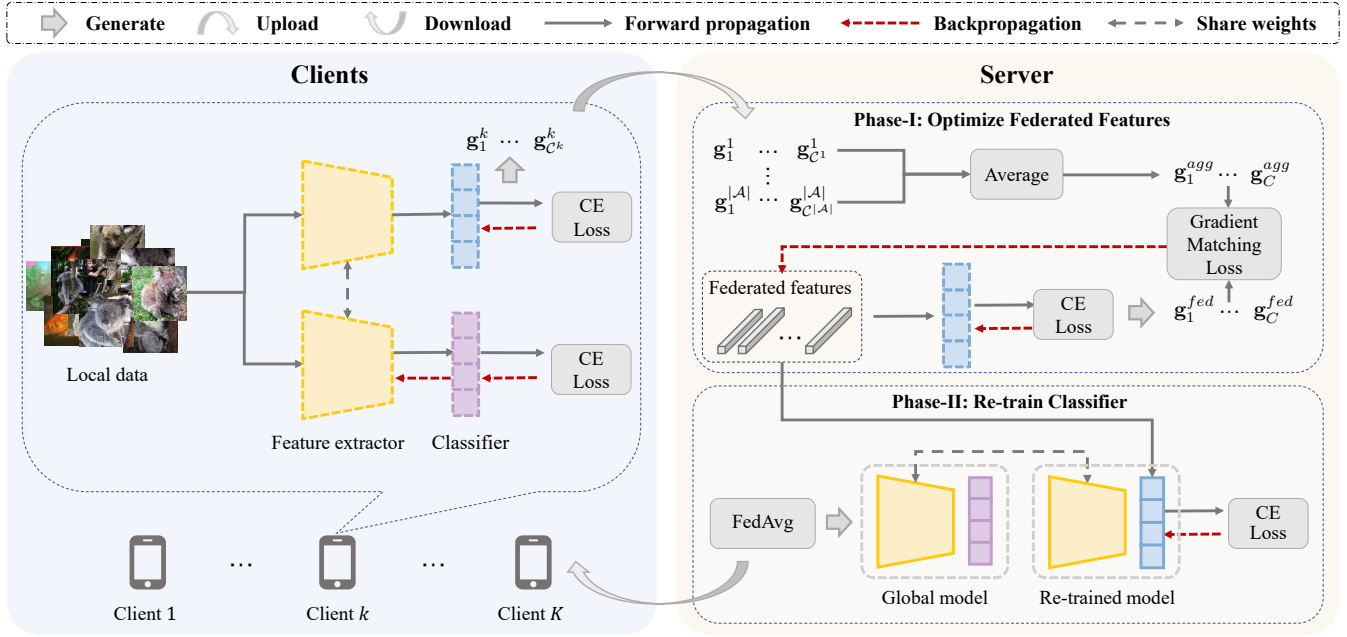 Generate Upload Download Forward propagation Backpropagation Share weights
Clients
𝐠₁ᵏ ⋯ 𝐠_{𝒞ᵏ}^k
CE
Loss
Local data
CE
Loss
Feature extractor
Classifier
⋯ ⋯
Client 1
Client k
Client K
Server
Phase-I: Optimize Federated Features
𝐠_1^1 ⋯ 𝐠_{𝒞^1}^1
⋮
𝐠_1^{|𝒜|} ⋯ 𝐠_{𝒞^{|𝒜|}}^{|𝒜|}
Average
𝐠_1^{agg} ⋯ 𝐠_C^{agg}
Gradient
Matching
Loss
Federated features
⋯
CE
Loss
𝐠_1^{fed} ⋯ 𝐠_C^{fed}
Phase-II: Re-train Classifier
FedAvg
CE
Loss
Global model
Re-trained model